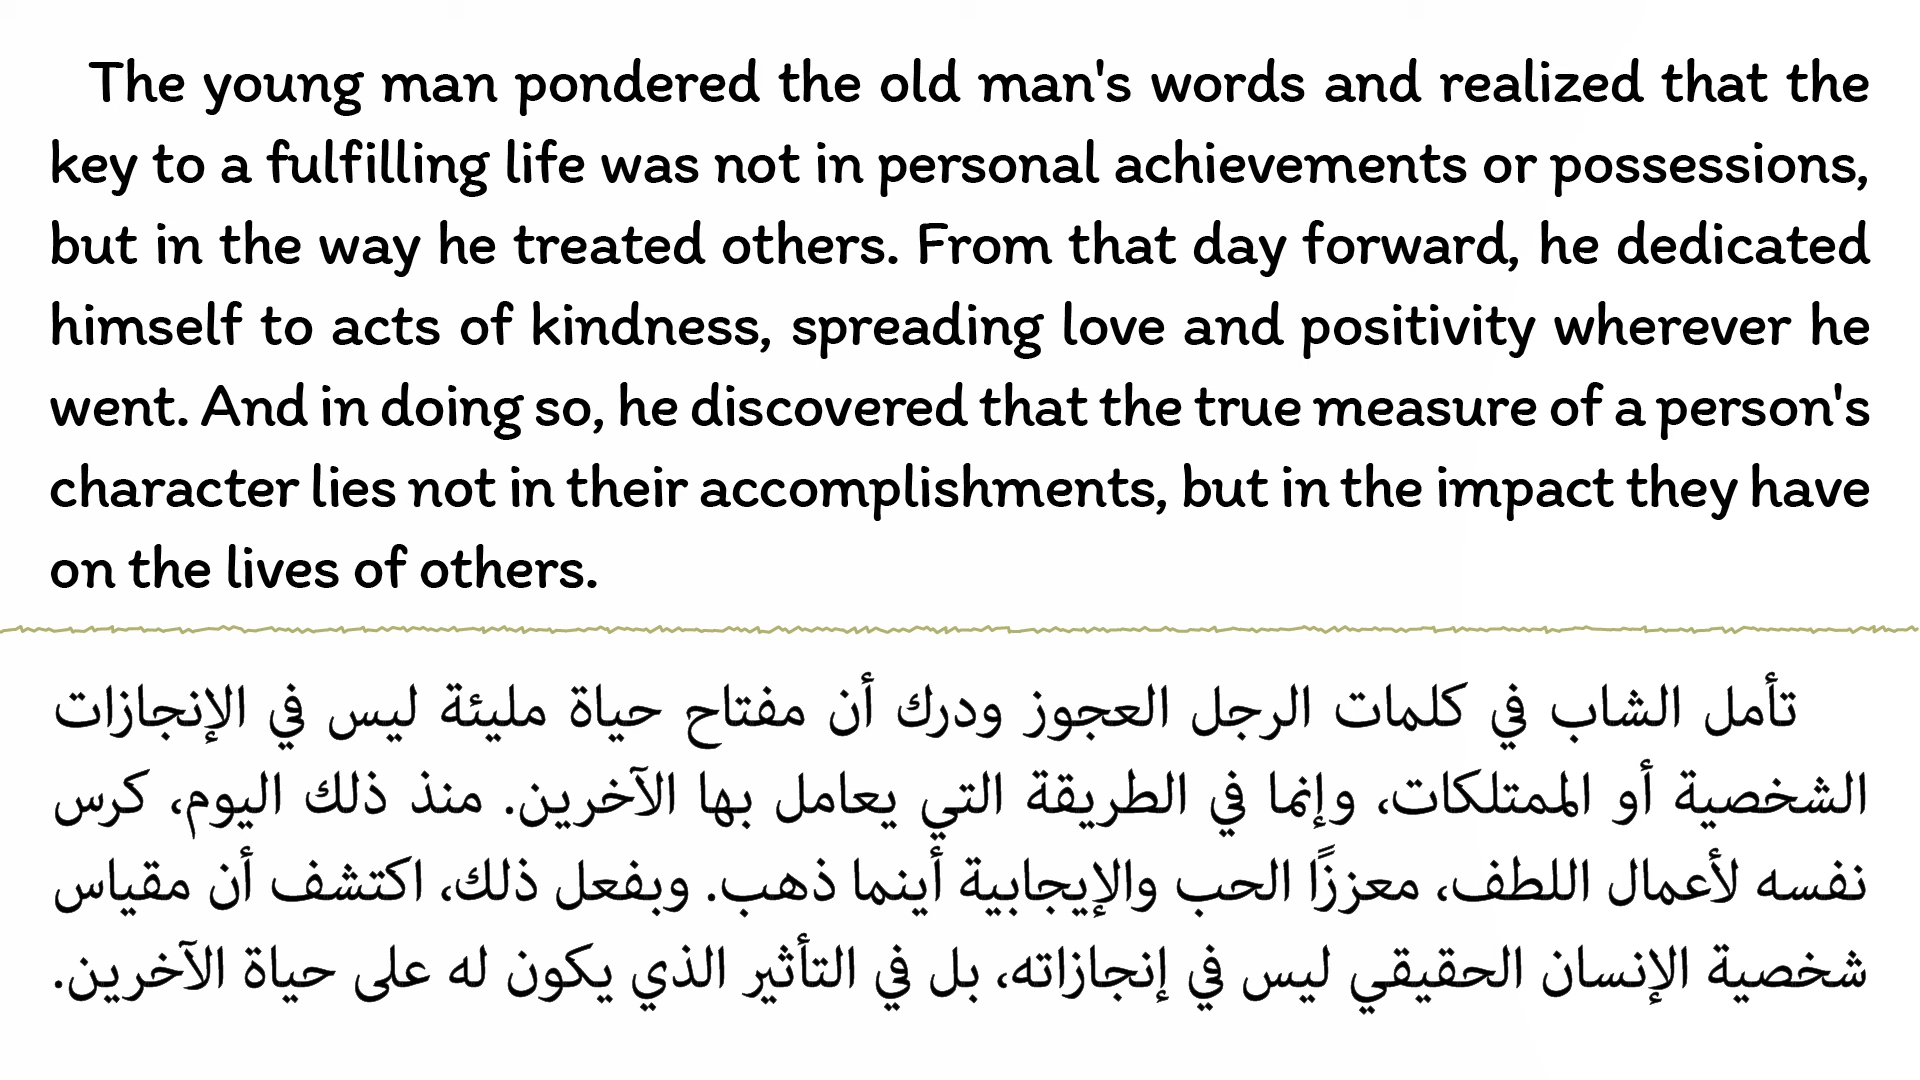 The young man pondered the old man's words and realized that the
key to a fulfilling life was not in personal achievements or possessions,
but in the way he treated others. From that day forward, he dedicated
himself to acts of kindness, spreading love and positivity wherever he
went. And in doing so, he discovered that the true measure of a person's
character lies not in their accomplishments, but in the impact they have
on the lives of others.
تأمل الشاب في كلمات الرجل العجوز ودرك أن مفتاح حياة مليئة ليس في الإنجازات
الشخصية أو الممتلكات، وإنما في الطريقة التي يعامل بها الآخرين. منذ ذلك اليوم، كرس
نفسه لأعمال اللطف، معززًا الحب والإيجابية أينما ذهب. وبفعل ذلك، اكتشف أن مقياس
شخصية الإنسان الحقيقي ليس في إنجازاته، بل في التأثير الذي يكون له على حياة الآخرين.